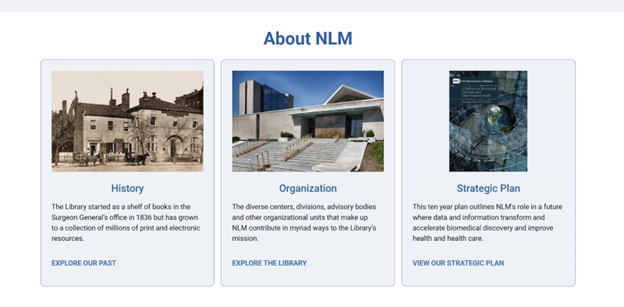 About NLM
History
The Library started as a shelf of books in the
Surgeon General's office in 1836 but has grown
to a collection of millions of print and electronic
resources.
EXPLORE OUR PAST
Organization
The diverse centers, divisions, advisory bodies
and other organizational units that make up
NLM contribute in myriad ways to the Library's
mission.
EXPLORE THE LIBRARY
Strategic Plan
This ten year plan outlines NLM's role in a future
where data and information transform and
accelerate biomedical discovery and improve
health and health care.
VIEW OUR STRATEGIC PLAN